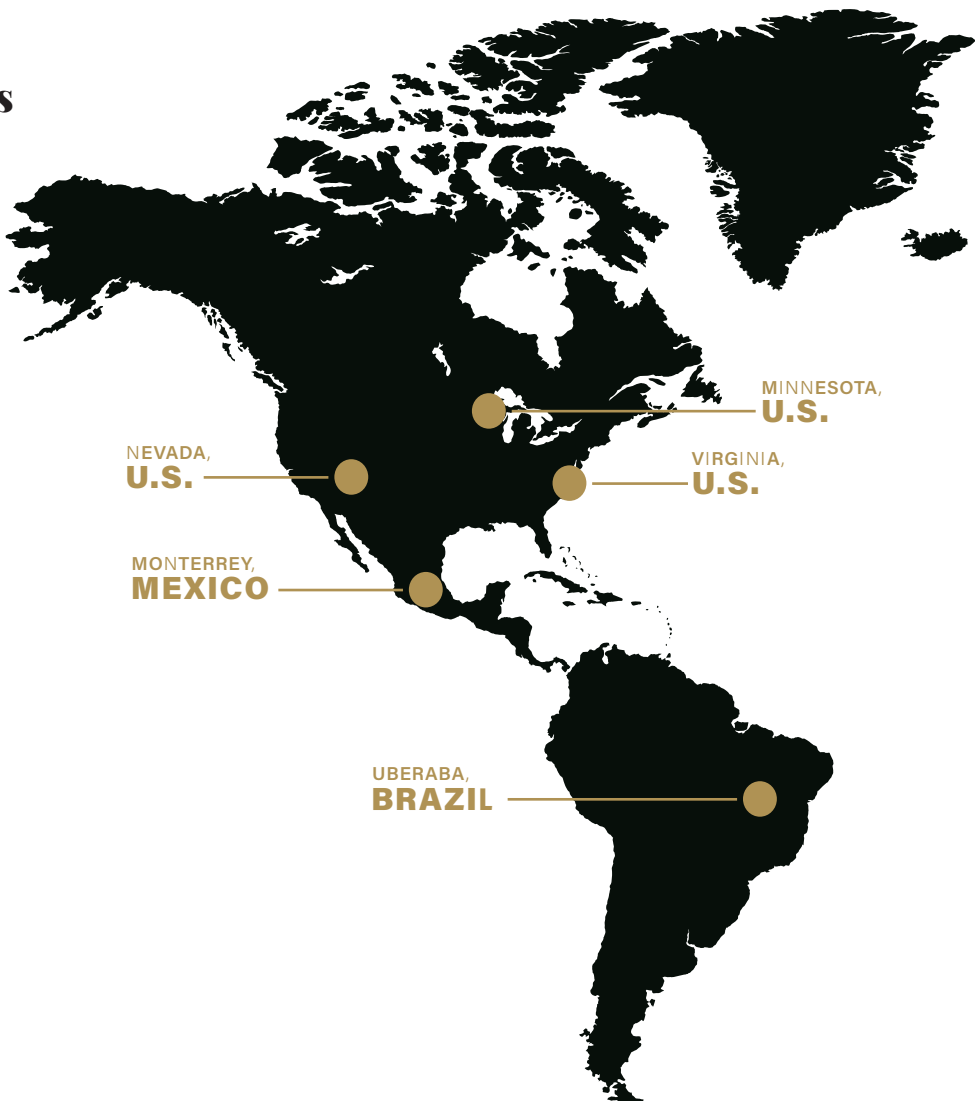 s
MINNESOTA,
U.S.
NEVADA,
U.S.
VIRGINIA,
U.S.
MONTERREY,
MEXICO
UBERABA,
BRAZIL